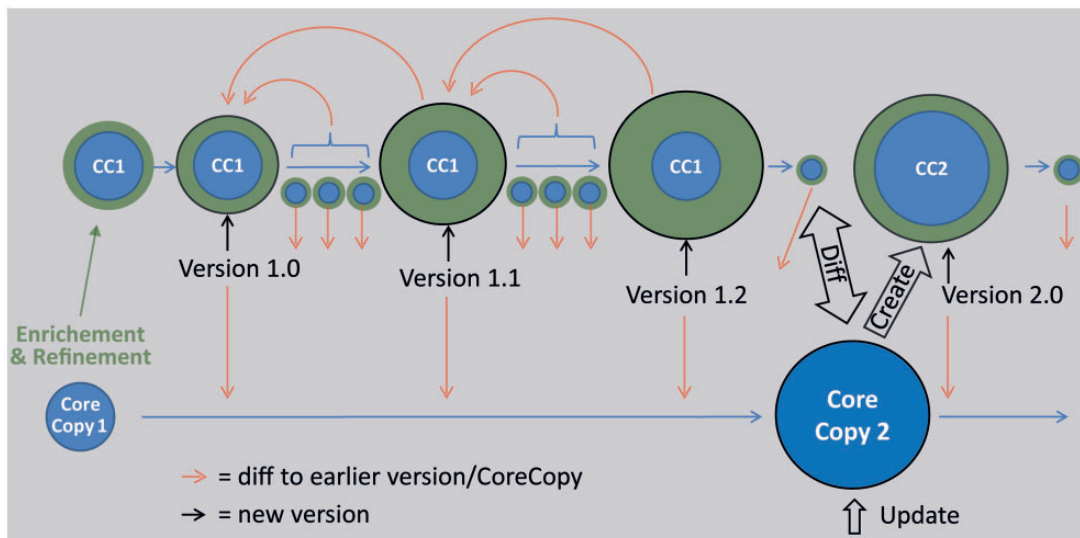 CC1
CC1
CC1
CC1
CC2
Version 1.0
Version 1.1
Version 1.2
Diff
Create
Version 2.0
Enrichement
& Refinement
Core
Copy 1
Core
Copy 2
= diff to earlier version/CoreCopy
= new version
Update